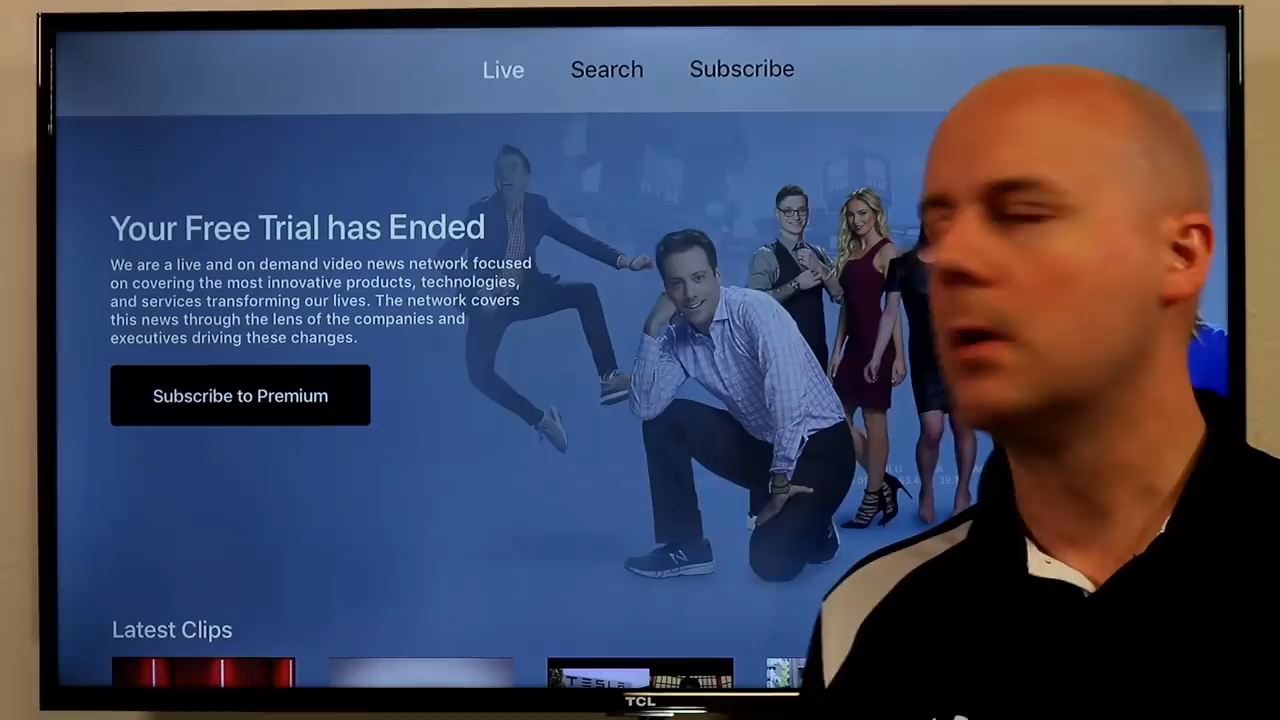 Live
Search
Subscribe
Your Free Trial has Ended
We are a live and on demand video news network focused
on covering the most innovative products, technologies,
and services transforming our lives. The network covers
this news through the lens of the companies and
executives driving these changes.
Subscribe to Premium
Latest Clips
TESLA
TCL